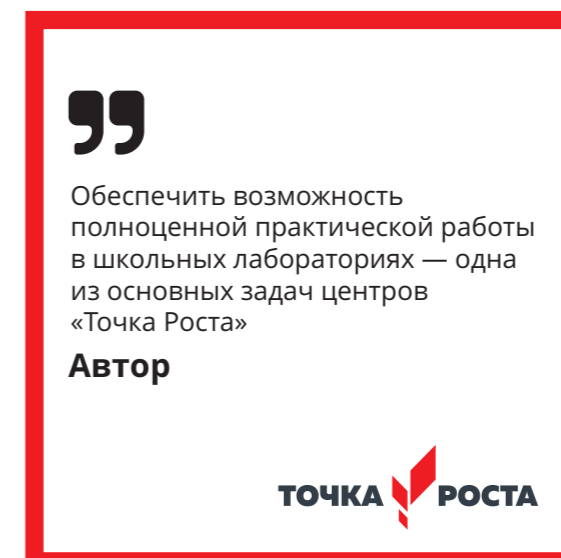 Обеспечить возможность
полноценной практической работы
в школьных лабораториях — одна
из основных задач центров
«Точка Роста»
Автор
ТОЧКА РОСТА